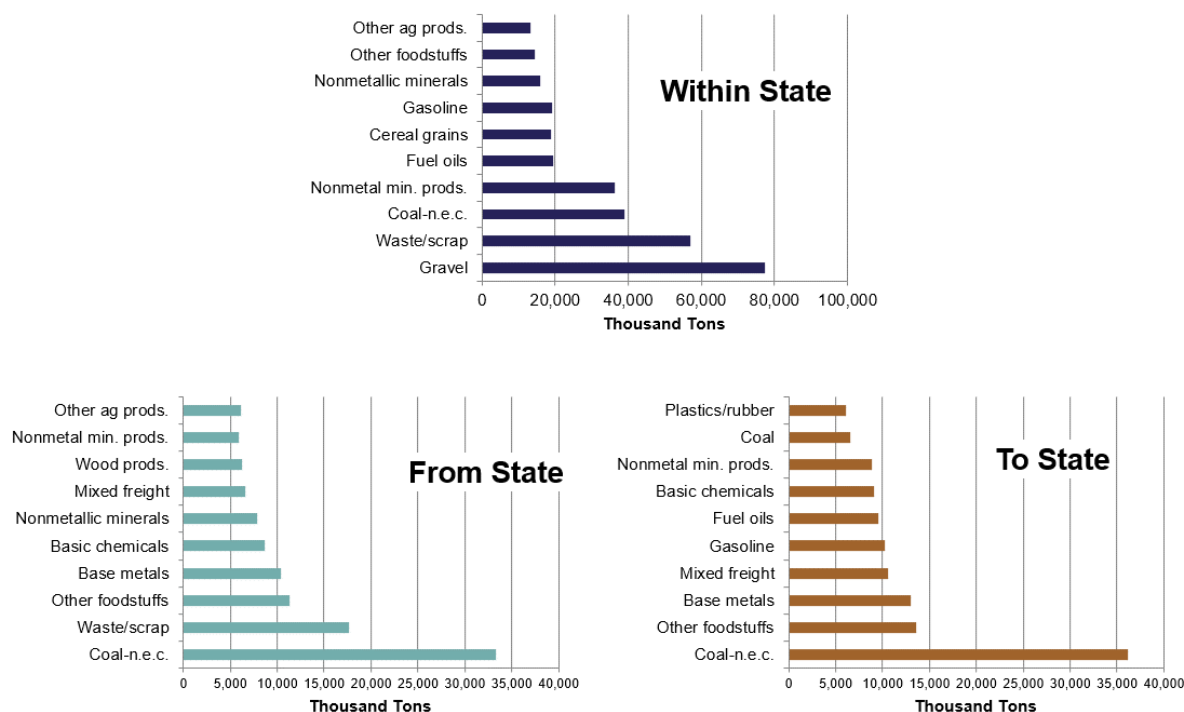 Other ag prods.
Other foodstuffs
Nonmetallic minerals
Within State
Gasoline
Cereal grains
Fuel oils
Nonmetal min. prods.
Coal-n.e.c.
Waste/scrap
Gravel
0 20,000 40,000 60,000 80,000 100,000
Thousand Tons
Other ag prods.
Nonmetal min. prods.
Wood prods.
From State
Mixed freight
Nonmetallic minerals
Basic chemicals
Base metals
Other foodstuffs
Waste/scrap
Coal-n.e.c.
0 5,000 10,000 15,000 20,000 25,000 30,000 35,000 40,000
Thousand Tons
Plastics/rubber
Coal
Nonmetal min. prods.
To State
Basic chemicals
Fuel oils
Gasoline
Mixed freight
Base metals
Other foodstuffs
Coal-n.e.c.
0 5,000 10,000 15,000 20,000 25,000 30,000 35,000 40,000
Thousand Tons